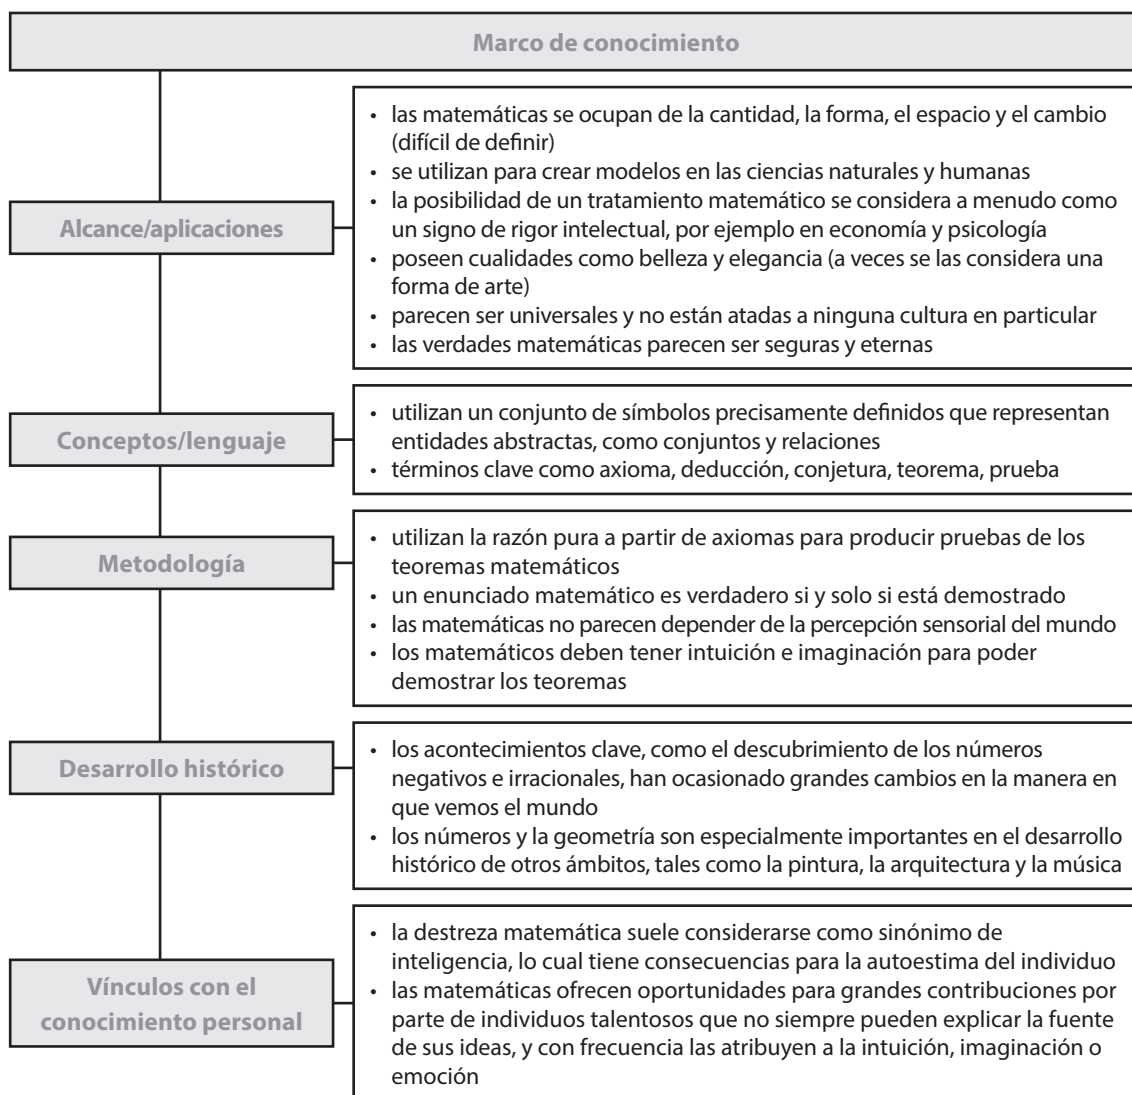 Marco de conocimiento
Alcance/aplicaciones
• las matemáticas se ocupan de la cantidad, la forma, el espacio y el cambio
(difícil de definir)
• se utilizan para crear modelos en las ciencias naturales y humanas
• la posibilidad de un tratamiento matemático se considera a menudo como
un signo de rigor intelectual, por ejemplo en economía y psicología
• poseen cualidades como belleza y elegancia (a veces se las considera una
forma de arte)
• parecen ser universales y no están atadas a ninguna cultura en particular
• las verdades matemáticas parecen ser seguras y eternas
Conceptos/lenguaje
• utilizan un conjunto de símbolos precisamente definidos que representan
entidades abstractas, como conjuntos y relaciones
• términos clave como axioma, deducción, conjetura, teorema, prueba
Metodología
• utilizan la razón pura a partir de axiomas para producir pruebas de los
teoremas matemáticos
• un enunciado matemático es verdadero si y solo si está demostrado
• las matemáticas no parecen depender de la percepción sensorial del mundo
• los matemáticos deben tener intuición e imaginación para poder
demostrar los teoremas
Desarrollo histórico
• los acontecimientos clave, como el descubrimiento de los números
negativos e irracionales, han ocasionado grandes cambios en la manera en
que vemos el mundo
• los números y la geometría son especialmente importantes en el desarrollo
histórico de otros ámbitos, tales como la pintura, la arquitectura y la música
Vínculos con el
conocimiento personal
• la destreza matemática suele considerarse como sinónimo de
inteligencia, lo cual tiene consecuencias para la autoestima del individuo
• las matemáticas ofrecen oportunidades para grandes contribuciones por
parte de individuos talentosos que no siempre pueden explicar la fuente
de sus ideas, y con frecuencia las atribuyen a la intuición, imaginación o
emoción